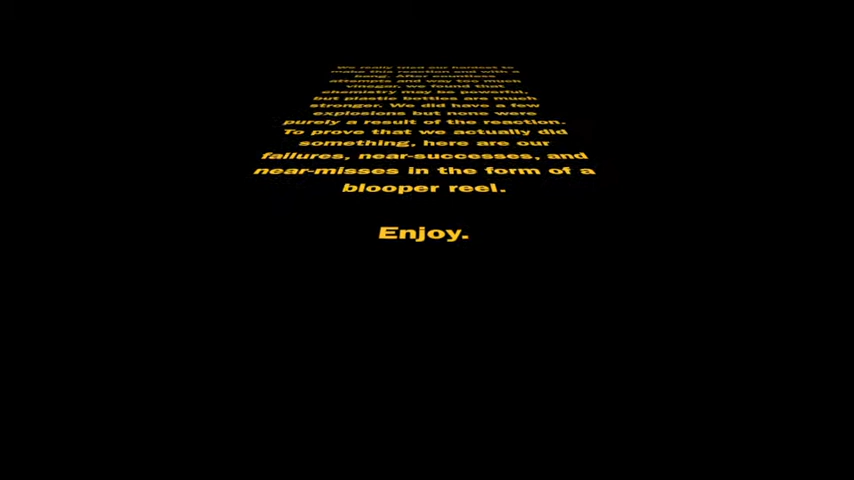 We really tried our hardest to
make this reaction end with a
bang. After countless
attempts and way too much
vinegar, we found that
chemistry may be powerful,
but plastic bottles are much
stronger. We did have a few
explosions but none were
purely a result of the reaction.
To prove that we actually did
something, here are our
failures, near-successes, and
near-misses in the form of a
blooper reel.
Enjoy.